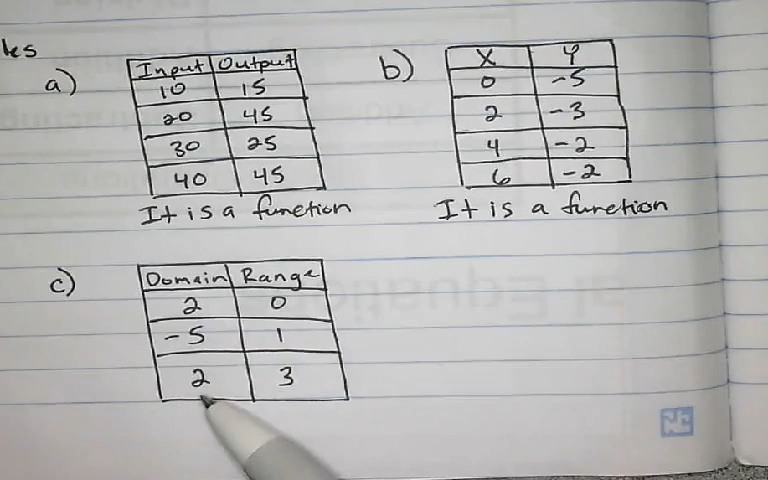 les
a)
Input Output
10 15
20 45
30 25
40 45
It is a function
b)
X Y
0 -5
2 -3
4 -2
6 -2
It is a function
c)
Domain Range
2 0
-5 1
2 3